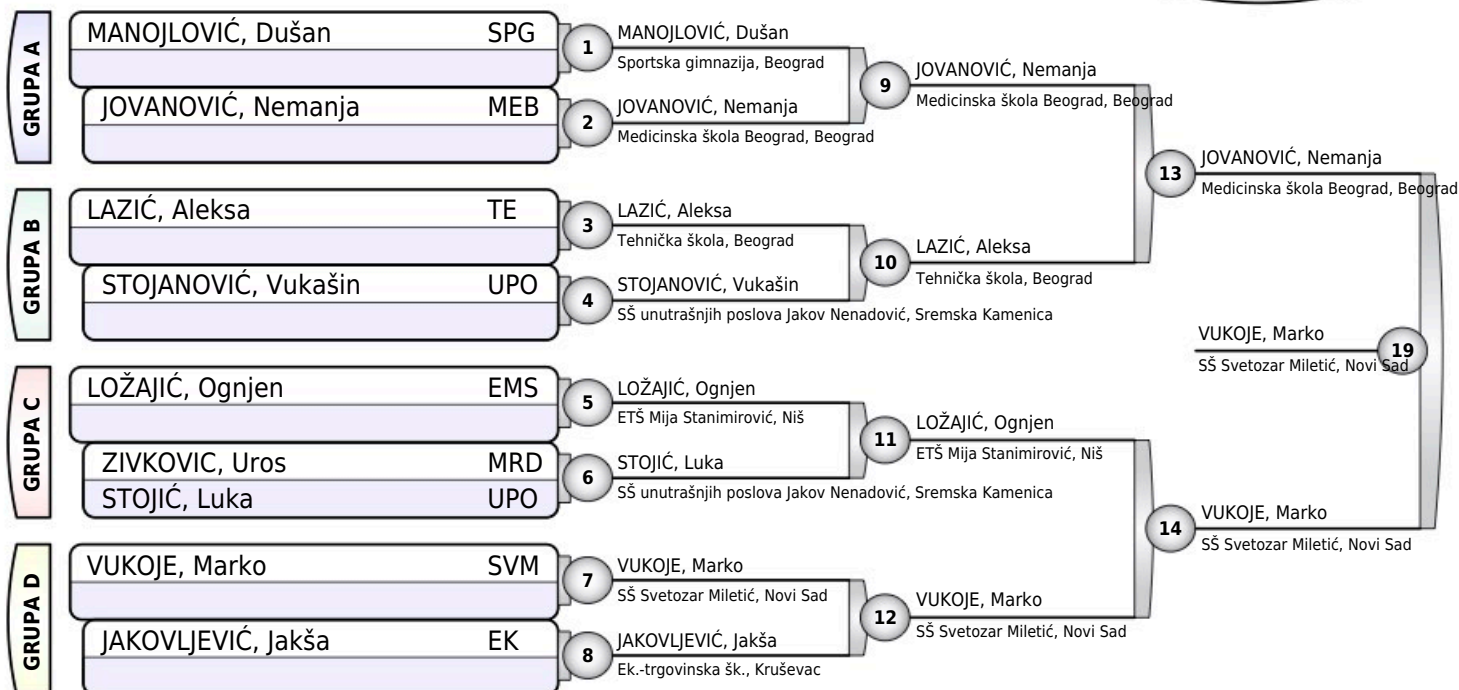 GRUPA A
MANOJLOVIĆ, Dušan SPG
JOVANOVIĆ, Nemanja MEB
GRUPA B
LAZIĆ, Aleksa TE
STOJANOVIĆ, Vukašin UPO
GRUPA C
LOŽAJIĆ, Ognjen EMS
ZIVKOVIC, Uros MRD
STOJIĆ, Luka UPO
GRUPA D
VUKOJE, Marko SVM
JAKOVLJEVIĆ, Jakša EK
1
MANOJLOVIĆ, Dušan
Sportska gimnazija, Beograd
2
JOVANOVIĆ, Nemanja
Medicinska škola Beograd, Beograd
3
LAZIĆ, Aleksa
Tehnička škola, Beograd
4
STOJANOVIĆ, Vukašin
SŠ unutrašnjih poslova Jakov Nenadović, Sremska Kamenica
5
LOŽAJIĆ, Ognjen
ETŠ Mija Stanimirović, Niš
6
STOJIĆ, Luka
SŠ unutrašnjih poslova Jakov Nenadović, Sremska Kamenica
7
VUKOJE, Marko
SŠ Svetozar Miletić, Novi Sad
8
JAKOVLJEVIĆ, Jakša
Ek.-trgovinska šk., Kruševac
9
JOVANOVIĆ, Nemanja
Medicinska škola Beograd, Beograd
10
LAZIĆ, Aleksa
Tehnička škola, Beograd
11
LOŽAJIĆ, Ognjen
ETŠ Mija Stanimirović, Niš
12
VUKOJE, Marko
SŠ Svetozar Miletić, Novi Sad
13
JOVANOVIĆ, Nemanja
Medicinska škola Beograd, Beograd
14
VUKOJE, Marko
SŠ Svetozar Miletić, Novi Sad
VUKOJE, Marko
19
SŠ Svetozar Miletić, Novi Sad